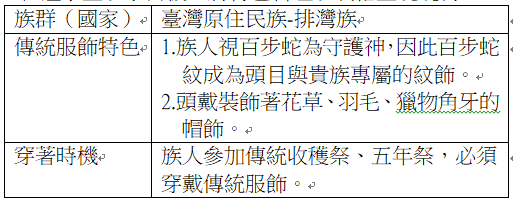 族群（國家）
臺灣原住民族-排灣族
傳統服飾特色
1.族人視百步蛇為守護神，因此百步蛇
紋成為頭目與貴族專屬的紋飾。
2.頭戴裝飾著花草、羽毛、獵物角牙的
帽飾。
穿著時機
族人參加傳統收穫祭、五年祭，必須
穿戴傳統服飾。